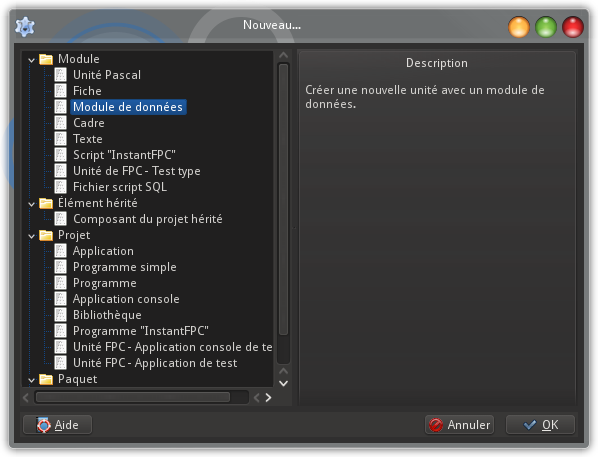 Nouveau...
Module
Unité Pascal
Fiche
Module de données
Cadre
Texte
Script "InstantFPC"
Unité de FPC - Test type
Fichier script SQL
Élément hérité
Composant du projet hérité
Projet
Application
Programme simple
Programme
Application console
Bibliothèque
Programme "InstantFPC"
Unité FPC - Application console de te
Unité FPC - Application de test
Paquet
Description
Créer une nouvelle unité avec un module de
données.
Aide
Annuler
OK